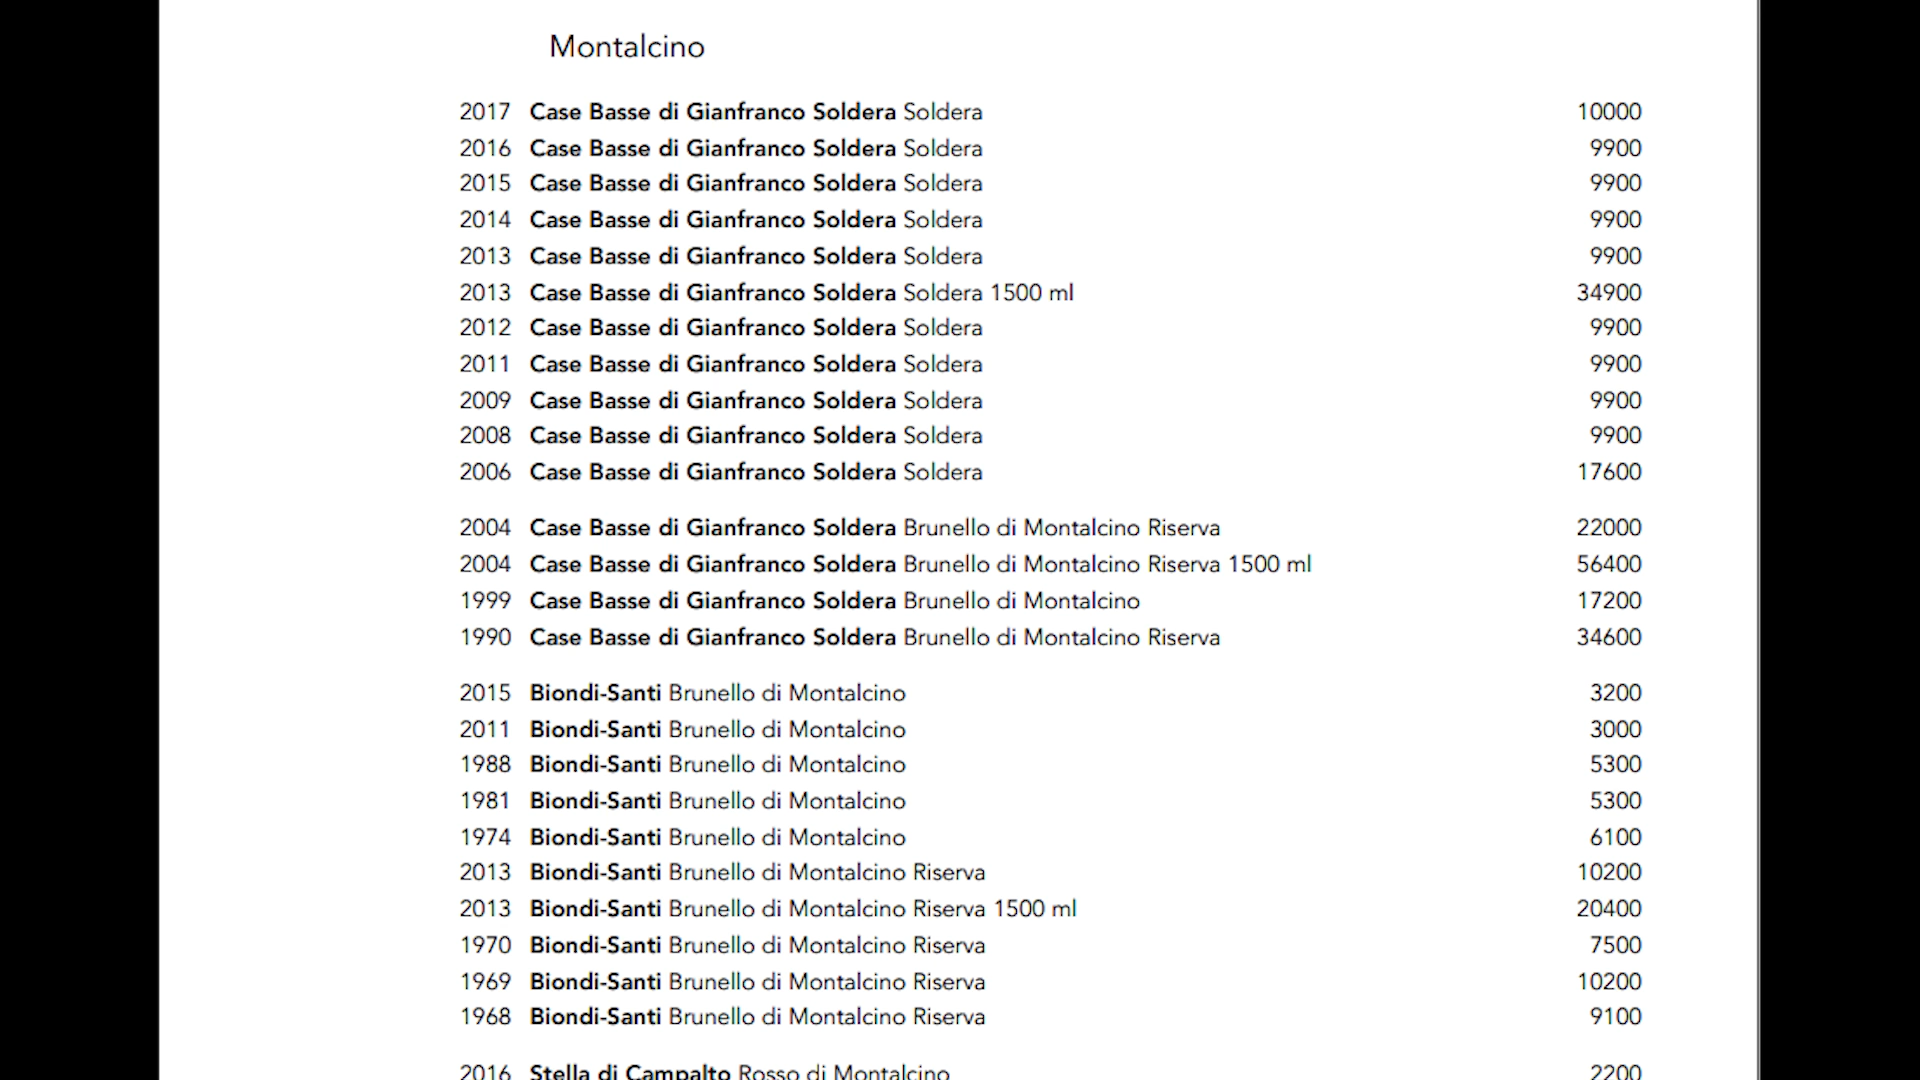 Montalcino
2017 Case Basse di Gianfranco Soldera Soldera 10000
2016 Case Basse di Gianfranco Soldera Soldera 9900
2015 Case Basse di Gianfranco Soldera Soldera 9900
2014 Case Basse di Gianfranco Soldera Soldera 9900
2013 Case Basse di Gianfranco Soldera Soldera 9900
2013 Case Basse di Gianfranco Soldera Soldera 1500 ml 34900
2012 Case Basse di Gianfranco Soldera Soldera 9900
2011 Case Basse di Gianfranco Soldera Soldera 9900
2009 Case Basse di Gianfranco Soldera Soldera 9900
2008 Case Basse di Gianfranco Soldera Soldera 9900
2006 Case Basse di Gianfranco Soldera Soldera 17600
2004 Case Basse di Gianfranco Soldera Brunello di Montalcino Riserva 22000
2004 Case Basse di Gianfranco Soldera Brunello di Montalcino Riserva 1500 ml 56400
1999 Case Basse di Gianfranco Soldera Brunello di Montalcino 17200
1990 Case Basse di Gianfranco Soldera Brunello di Montalcino Riserva 34600
2015 Biondi-Santi Brunello di Montalcino 3200
2011 Biondi-Santi Brunello di Montalcino 3000
1988 Biondi-Santi Brunello di Montalcino 5300
1981 Biondi-Santi Brunello di Montalcino 5300
1974 Biondi-Santi Brunello di Montalcino 6100
2013 Biondi-Santi Brunello di Montalcino Riserva 10200
2013 Biondi-Santi Brunello di Montalcino Riserva 1500 ml 20400
1970 Biondi-Santi Brunello di Montalcino Riserva 7500
1969 Biondi-Santi Brunello di Montalcino Riserva 10200
1968 Biondi-Santi Brunello di Montalcino Riserva 9100
2016 Stella di Campalto Rosso di Montalcino 2200